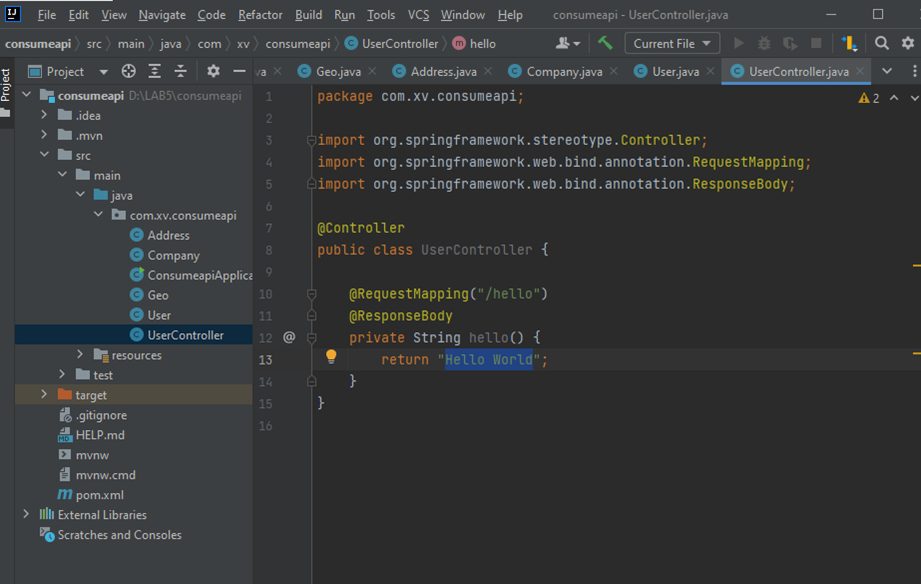 IJ File Edit View Navigate Code Refactor Build Run Tools VCS Window Help consumeapi - UserController.java
consumeapi src main java com xv consumeapi C UserController m hello Current File
Project va C Geo.java C Address.java C Company.java C User.java C UserController.java
Project
consumeapi D:\LAB5\consumeapi
.idea
.mvn
src
main
java
com.xv.consumeapi
C Address
C Company
C ConsumeapiApplica
C Geo
C User
C UserController
resources
test
target
.gitignore
MD HELP.md
mvnw
mvnw.cmd
m pom.xml
External Libraries
Scratches and Consoles
1 package com.xv.consumeapi; 2
2
3 import org.springframework.stereotype.Controller;
4 import org.springframework.web.bind.annotation.RequestMapping;
5 import org.springframework.web.bind.annotation.ResponseBody;
6
7 @Controller
8 public class UserController {
9
10 @RequestMapping("/hello")
11 @ResponseBody
12 @ private String hello() {
13 return "Hello World";
14 }
15 }
16